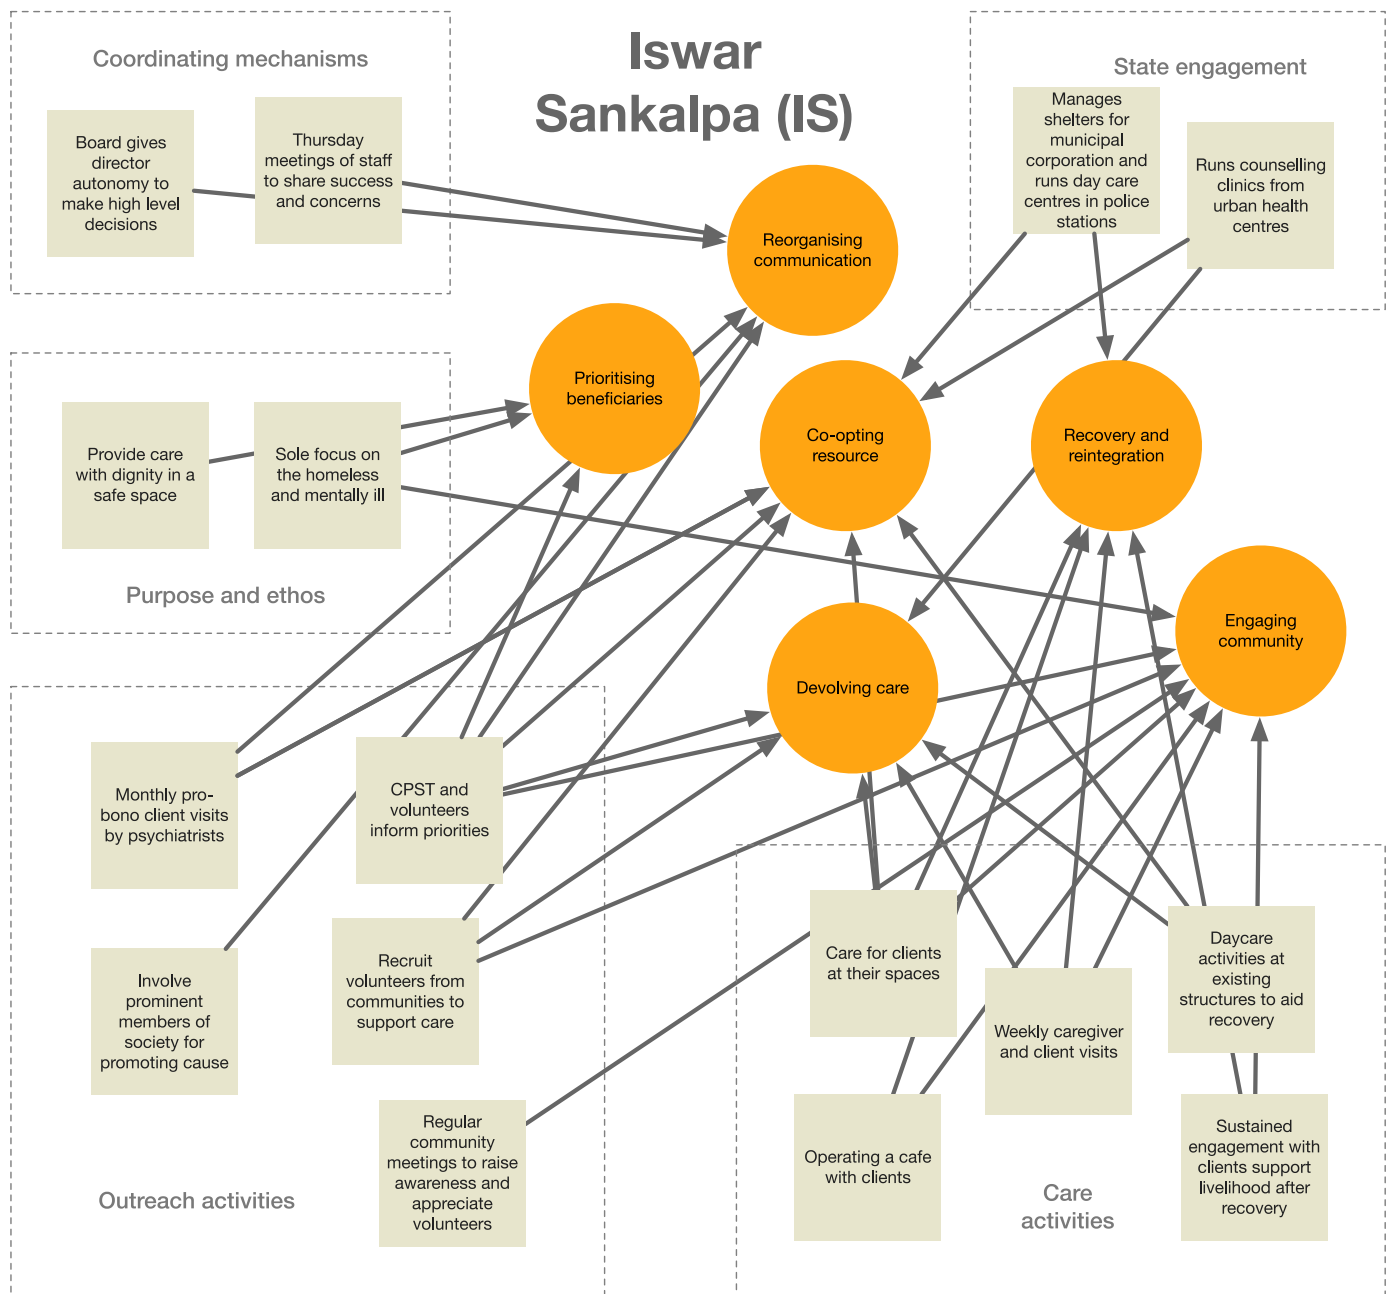 Iswar
Sankalpa (IS)
Coordinating mechanisms
Board gives
director
autonomy to
make high level
decisions
Thursday
meetings of staff
to share success
and concerns
State engagement
Manages
shelters for
municipal
corporation and
runs day care
centres in police
stations
Runs counselling
clinics from
urban health
centres
Reorganising
communication
Prioritising
beneficiaries
Co-opting
resource
Recovery and
reintegration
Provide care
with dignity in a
safe space
Sole focus on
the homeless
and mentally ill
Purpose and ethos
Engaging
community
Devolving care
Monthly pro-
bono client visits
by psychiatrists
CPST and
volunteers
inform priorities
Involve
prominent
members of
society for
promoting cause
Recruit
volunteers from
communities to
support care
Regular
community
meetings to raise
awareness and
appreciate
volunteers
Outreach activities
Care for clients
at their spaces
Weekly caregiver
and client visits
Daycare
activities at
existing
structures to aid
recovery
Operating a cafe
with clients
Sustained
engagement with
clients support
livelihood after
recovery
Care
activities